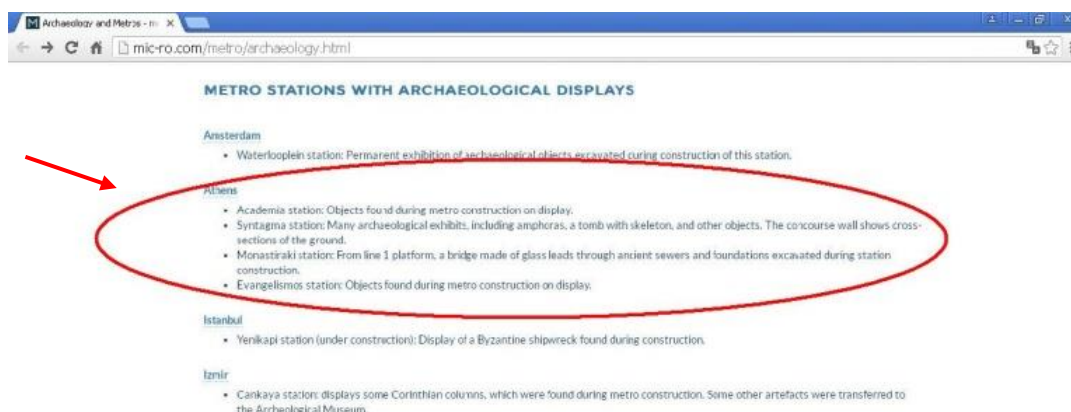 Archaeology and Metros - m
mic-ro.com/metro/archaeology.html
METRO STATIONS WITH ARCHAEOLOGICAL DISPLAYS
Amsterdam
• Waterlooplein station: Permanent exhibition of archaeological objects excavated during construction of this station.
Athens
• Academia station: Objects found during metro construction on display.
• Syntagma station: Many archaeological exhibits, including amphoras, a tomb with skeleton, and other objects. The concourse wall shows cross-
sections of the ground.
• Monastiraki station: From line 1 platform, a bridge made of glass leads through ancient sewers and foundations excavated during station
construction.
• Evangelismos station: Objects found during metro construction on display.
Istanbul
• Yenikapi station (under construction): Display of a Byzantine shipwreck found during construction.
Izmir
• Cankaya station: displays some Corinthian columns, which were found during metro construction. Some other artefacts were transferred to
the Archeological Museum.